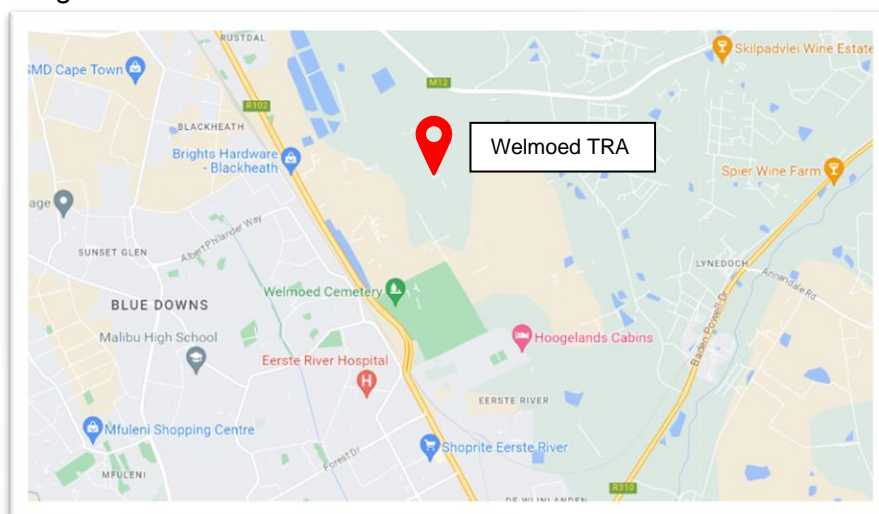 RUSTDAL
Skilpadvlei Wine Estate
SMD Cape Town
M12
R102
BLACKHEATH
Welmoed TRA
Brights Hardware
- Blackheath
Spier Wine Farm
age
Albert Philander Way
SUNSET GLEN
LYNEDOCH
Annandale Rd
Welmoed Cemetery
BLUE DOWNS
Baden Powell Dr
Malibu High School
Hoogelands Cabins
Eerste River Hospital
EERSTE RIVER
Mfuleni Shopping Centre
Shoprite Eerste River
Forest Dr
MFULENI
R310
DE WIJNLANDEN